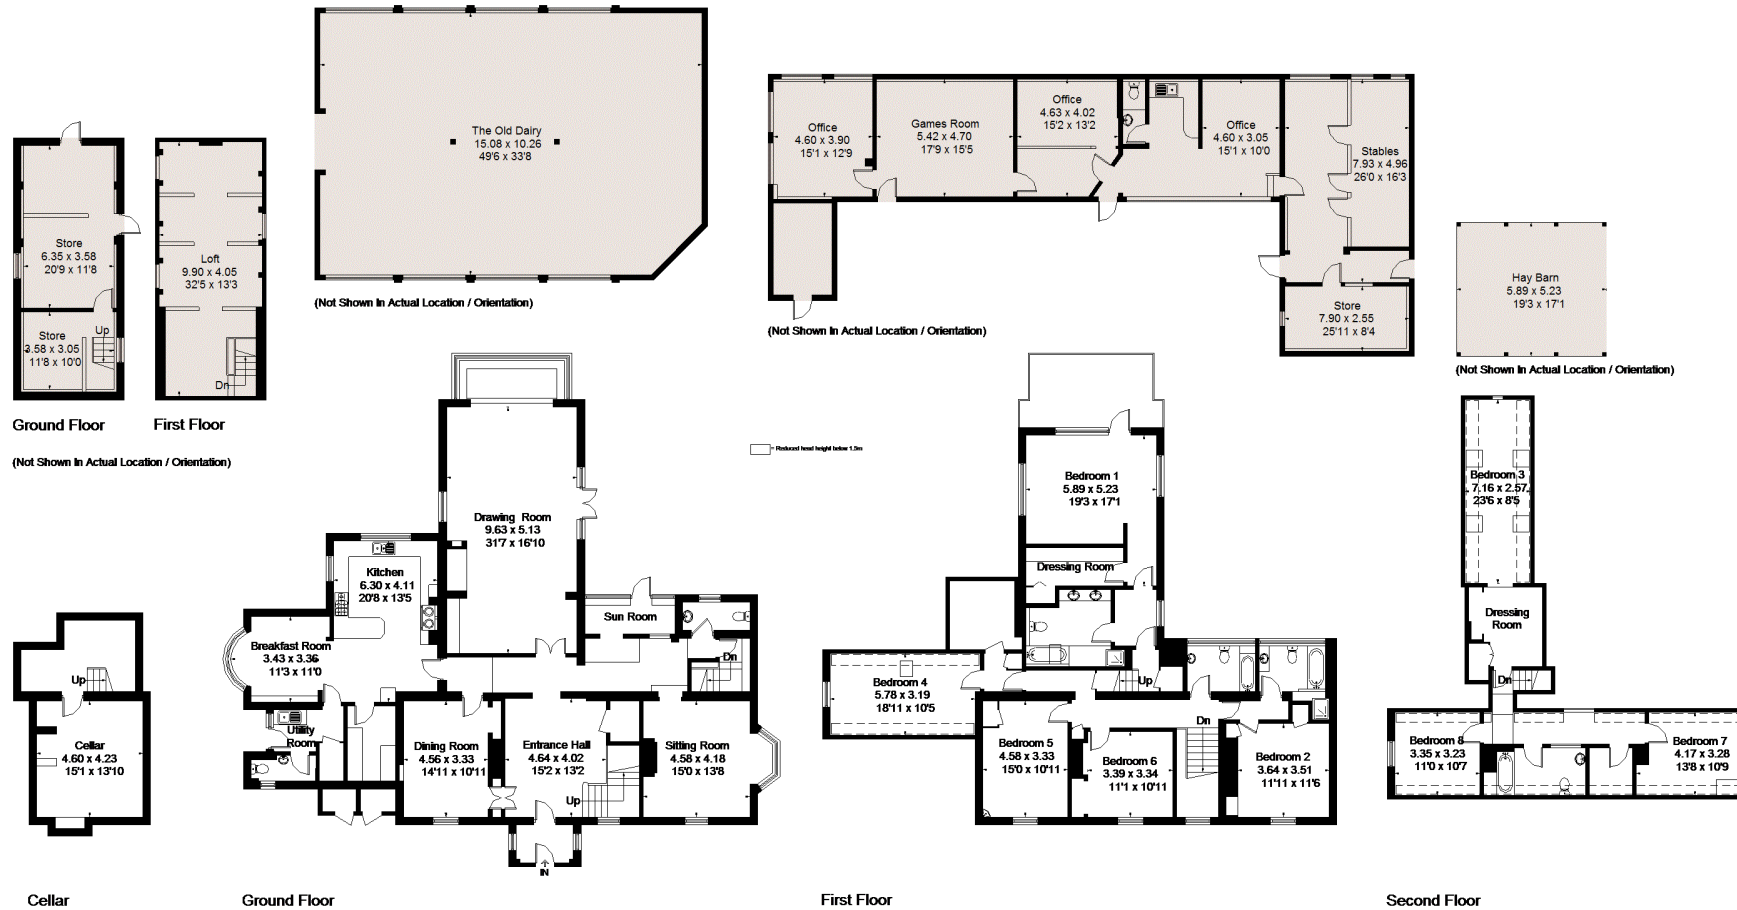 The Old Dairy
15.08 x 10.26
49'6 x 33'8
(Not Shown In Actual Location / Orientation)
Office
4.60 x 3.90
15'1 x 12'9
Games Room
5.42 x 4.70
17'9 x 15'5
Office
4.63 x 4.02
15'2 x 13'2
Office
4.60 x 3.05
15'1 x 10'0
Stables
7.93 x 4.96
26'0 x 16'3
Store
7.90 x 2.55
25'11 x 8'4
(Not Shown In Actual Location / Orientation)
Hay Barn
5.89 x 5.23
19'3 x 17'1
(Not Shown In Actual Location / Orientation)
Store
6.35 x 3.58
20'9 x 11'8
Store
3.58 x 3.05
11'8 x 10'0
Up
Ground Floor
Loft
9.90 x 4.05
32'5 x 13'3
Dn
First Floor
(Not Shown In Actual Location / Orientation)
= Reduced head height below 1.5m
Up
Cellar
4.60 x 4.23
15'1 x 13'10
Cellar
Drawing Room
9.63 x 5.13
31'7 x 16'10
Kitchen
6.30 x 4.11
20'8 x 13'5
Sun Room
Breakfast Room
3.43 x 3.36
11'3 x 11'0
Dn
Utility
Room
Dining Room
4.56 x 3.33
14'11 x 10'11
Entrance Hall
4.64 x 4.02
15'2 x 13'2
Up
Sitting Room
4.58 x 4.18
15'0 x 13'8
IN
Ground Floor
Bedroom 1
5.89 x 5.23
19'3 x 17'1
Dressing Room
Bedroom 4
5.78 x 3.19
18'11 x 10'5
Up
Dn
Bedroom 5
4.58 x 3.33
15'0 x 10'11
Bedroom 6
3.39 x 3.34
11'1 x 10'11
Bedroom 2
3.64 x 3.51
11'11 x 11'6
First Floor
Bedroom 3
7.16 x 2.57
23'6 x 8'5
Dressing
Room
Dn
Bedroom 8
3.35 x 3.23
11'0 x 10'7
Bedroom 7
4.17 x 3.28
13'8 x 10'9
Second Floor